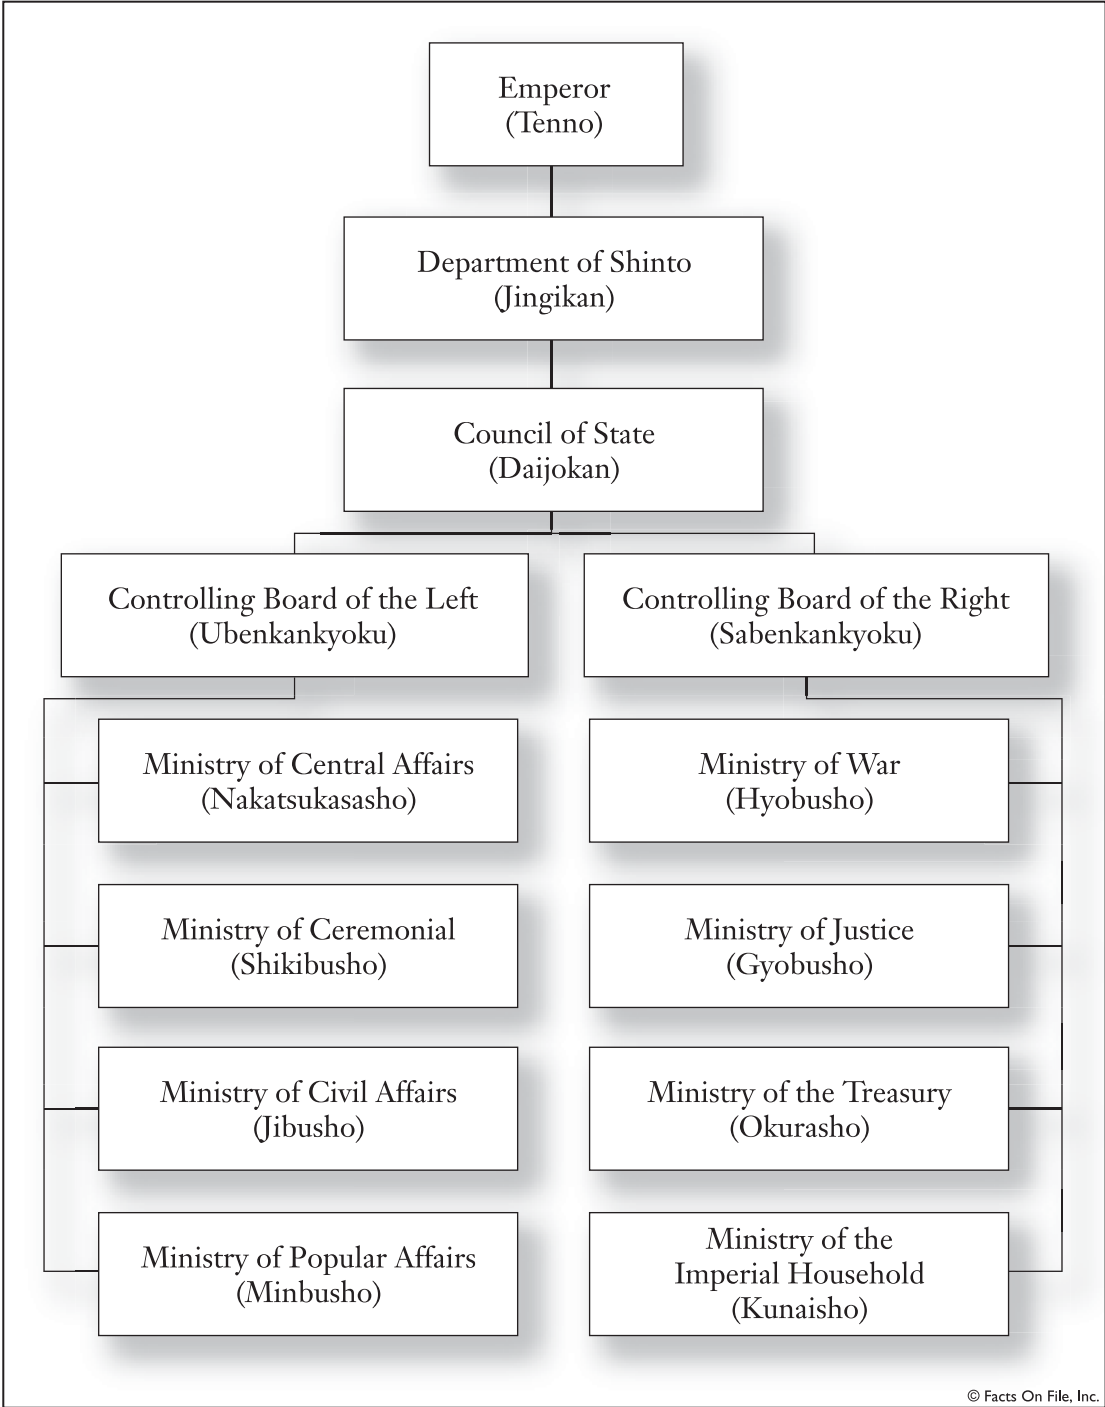 Emperor
(Tenno)
Department of Shinto
(Jingikan)
Council of State
(Daijokan)
Controlling Board of the Left
(Ubenkankyoku)
Controlling Board of the Right
(Sabenkankyoku)
Ministry of Central Affairs
(Nakatsukasasho)
Ministry of War
(Hyobusho)
Ministry of Ceremonial
(Shikibusho)
Ministry of Justice
(Gyobusho)
Ministry of Civil Affairs
(Jibusho)
Ministry of the Treasury
(Okurasho)
Ministry of Popular Affairs
(Minbusho)
Ministry of the
Imperial Household
(Kunaisho)
© Facts On File, Inc.